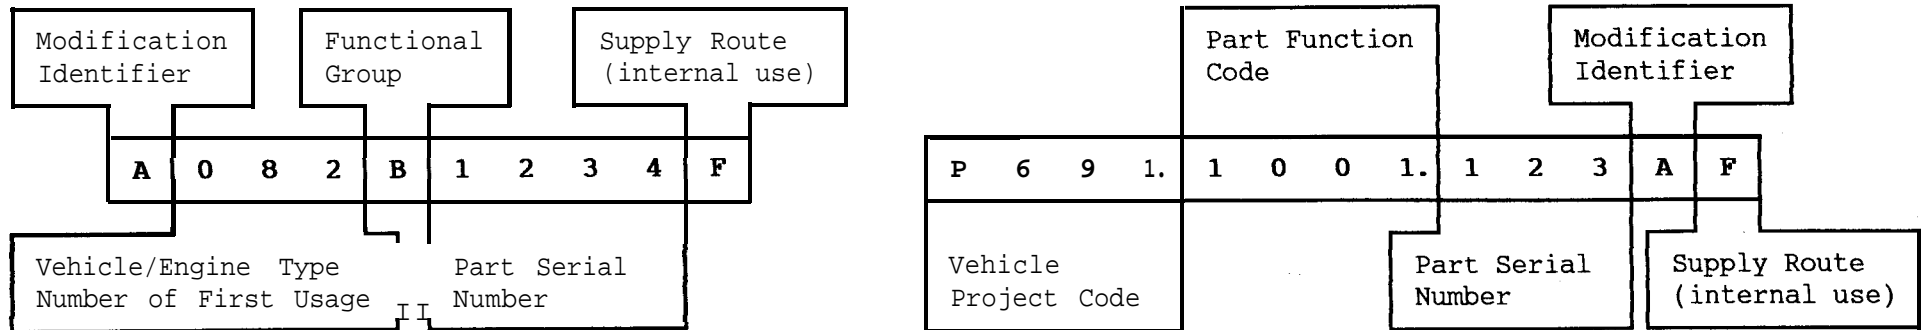 Modification
Identifier
Functional
Group
Supply Route
(internal use)
A 0 8 2 B 1 2 3 4 F
Vehicle/Engine Type
Number of First Usage
Part Serial
Number
Part Function
Code
Modification
Identifier
P 6 9 1. 1 0 0 1. 1 2 3 A F
Vehicle
Project Code
Part Serial
Number
Supply Route
(internal use)